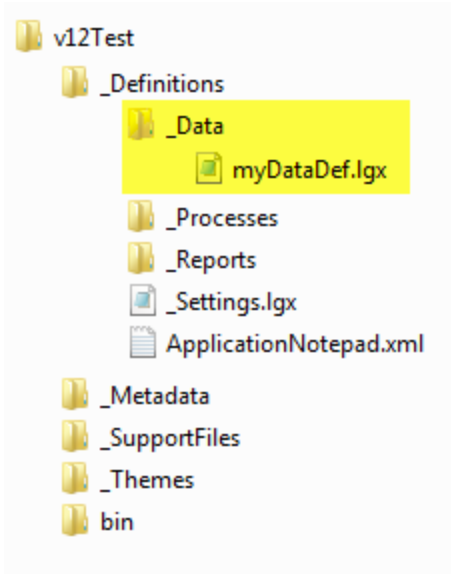 v12Test
_Definitions
_Data
myDataDef.lgx
_Processes
_Reports
_Settings.lgx
ApplicationNotepad.xml
_Metadata
_SupportFiles
_Themes
bin